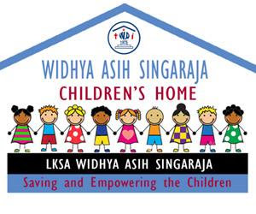 WIDHYA ASIH SINGARAJA
CHILDREN'S HOME
LKSA WIDHYA ASIH SINGARAJA
Saving and Empowering the Children